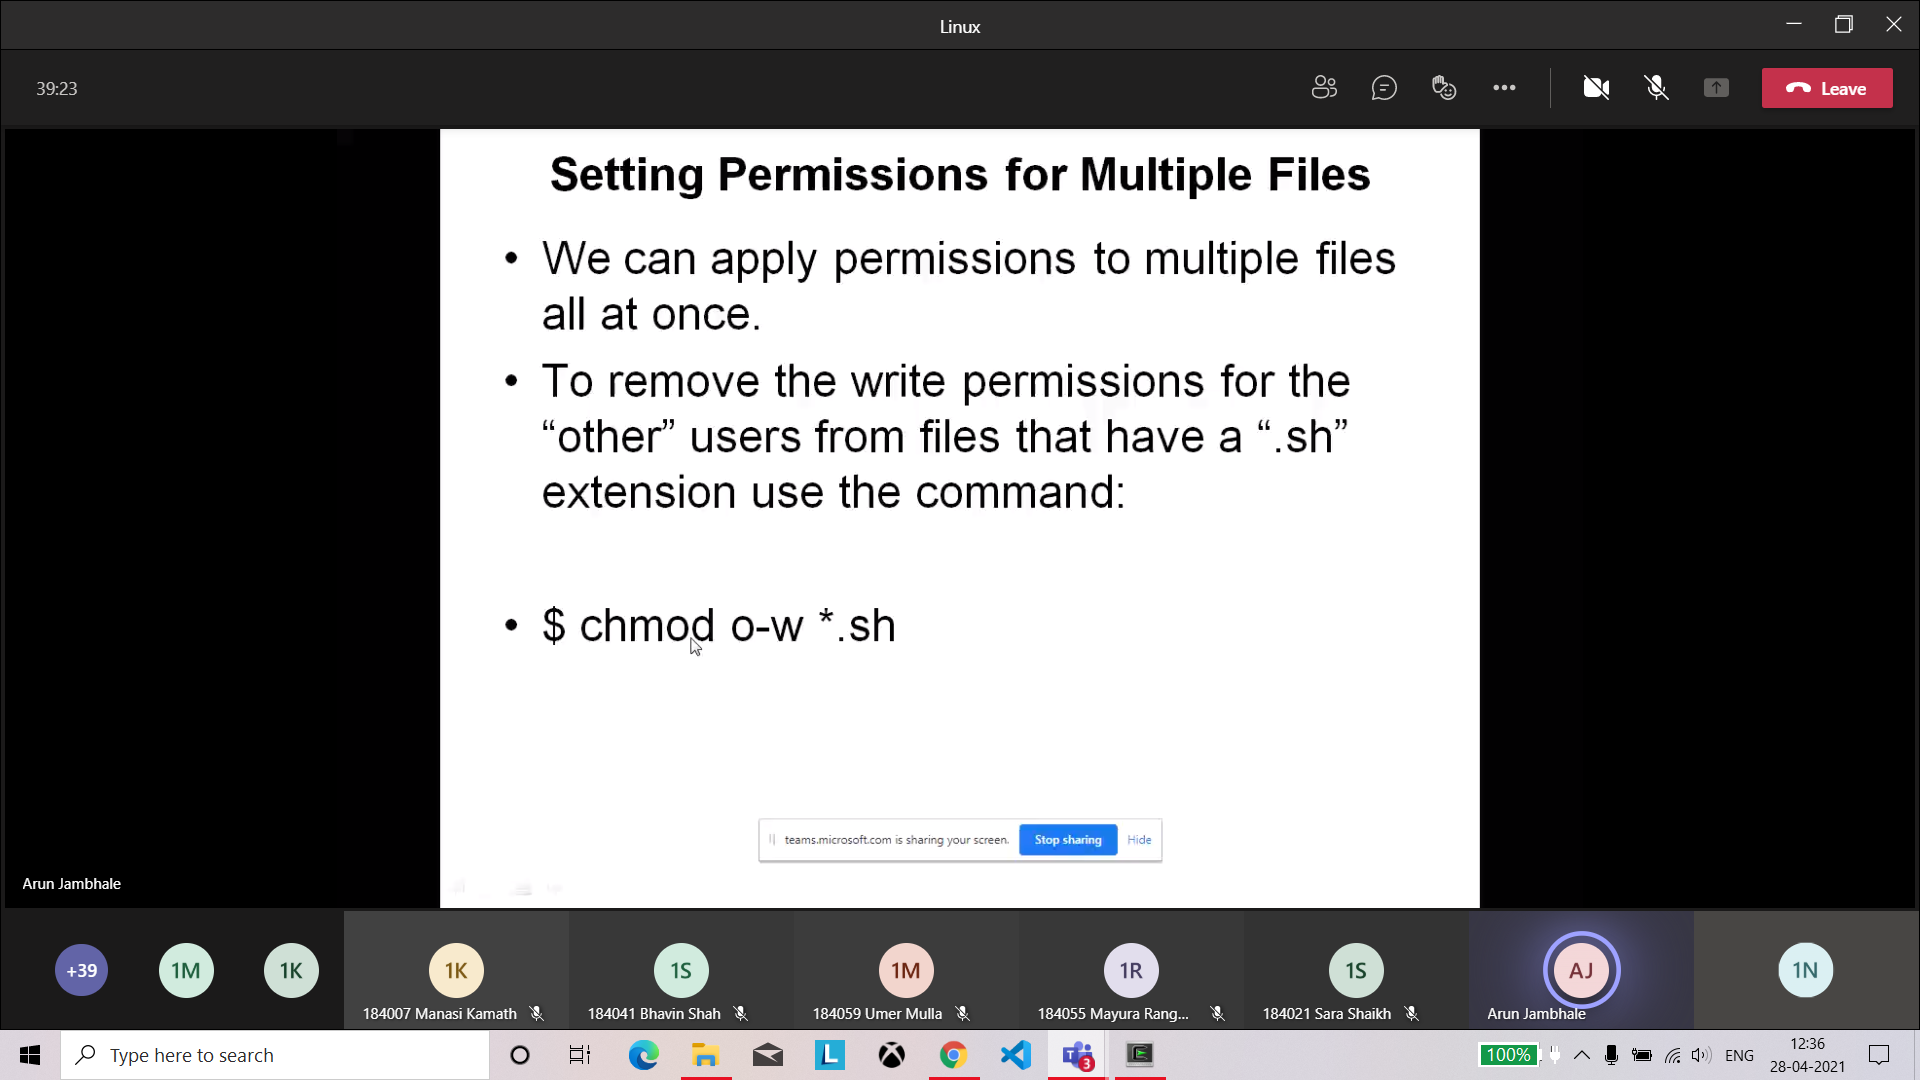 Linux
39:23
Leave
Setting Permissions for Multiple Files
• We can apply permissions to multiple files
all at once.
• To remove the write permissions for the
“other” users from files that have a “.sh”
extension use the command:
• $ chmod o-w *.sh
teams.microsoft.com is sharing your screen.
Stop sharing
Hide
Arun Jambhale
+39
1M
1K
1K
1S
1M
1R
1S
AJ
1N
184007 Manasi Kamath
184041 Bhavin Shah
184059 Umer Mulla
184055 Mayura Rang...
184021 Sara Shaikh
Arun Jambhale
Type here to search
L
3
E
100%
ENG
12:36
28-04-2021